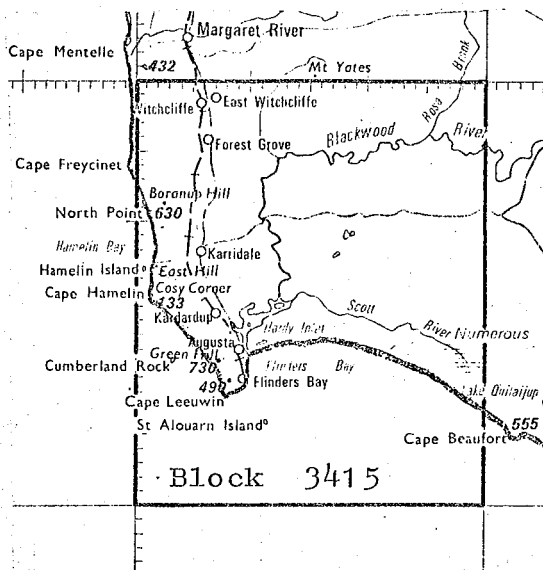 Margaret River
Cape Mentelle
432
Mt Yates
Rosa Brook
Witchcliffe
East Witchcliffe
Blackwood River
Forest Grove
Cape Freycinet
Boranup Hill
North Point
630
Hamelin Bay
Karridale
Hamelin Island
East Hill
Cape Hamelin
Cosy Corner
133
Kardardup
Scott River
Numerous
Hardy Inlet
Augusta
Green Hill
Cumberland Rock
730
Flinders Bay
490
Flinders Bay
Lake Quitjup
Cape Leeuwin
St Alouarn Island
555
Cape Beaufort
Block 3415